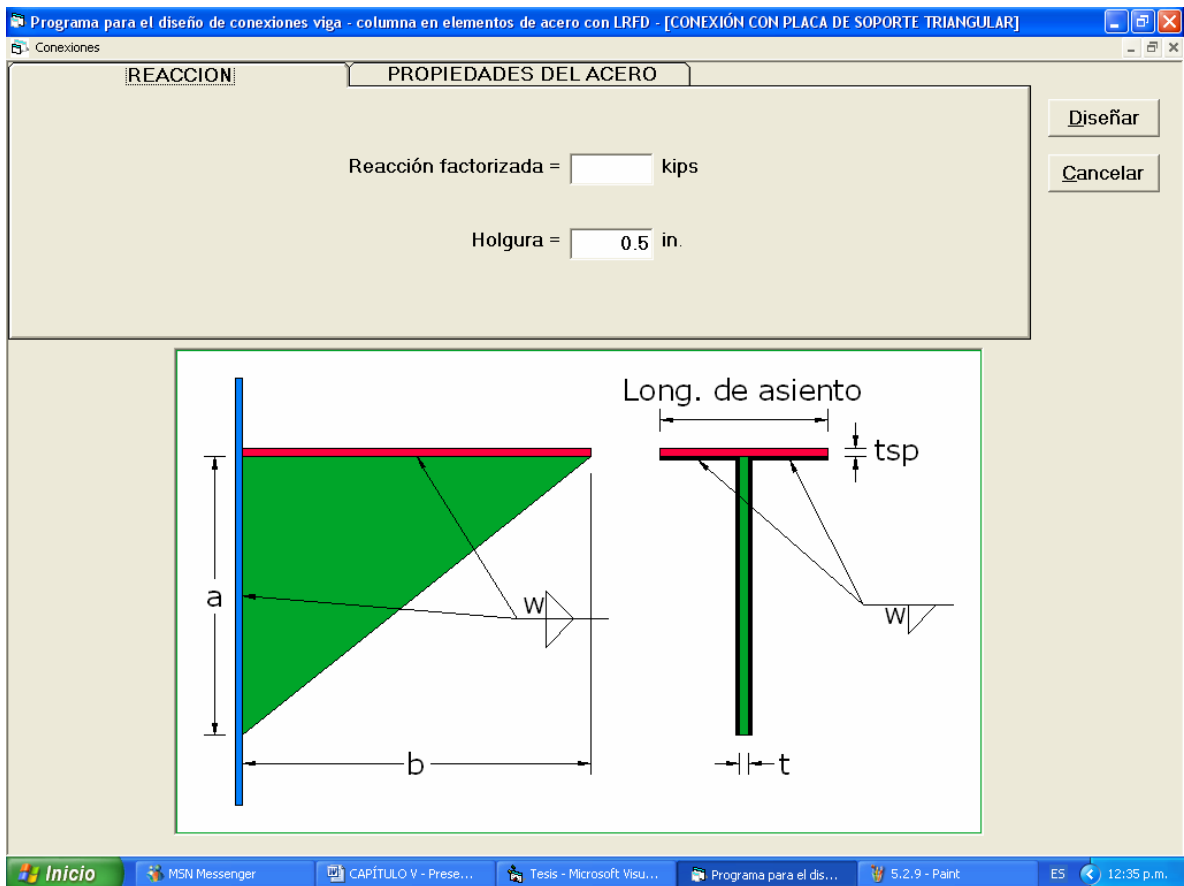 Programa para el diseño de conexiones viga - columna en elementos de acero con LRFD - [CONEXIÓN CON PLACA DE SOPORTE TRIANGULAR]
Conexiones
REACCION PROPIEDADES DEL ACERO
Diseñar
Reacción factorizada = kips
Cancelar
Holgura = 0.5 in.
Long. de asiento
tsp
a
W
W
b
t
Inicio MSN Messenger CAPÍTULO V - Prese... Tesis - Microsoft Visu... Programa para el dis... 5.2.9 - Paint ES 12:35 p.m.